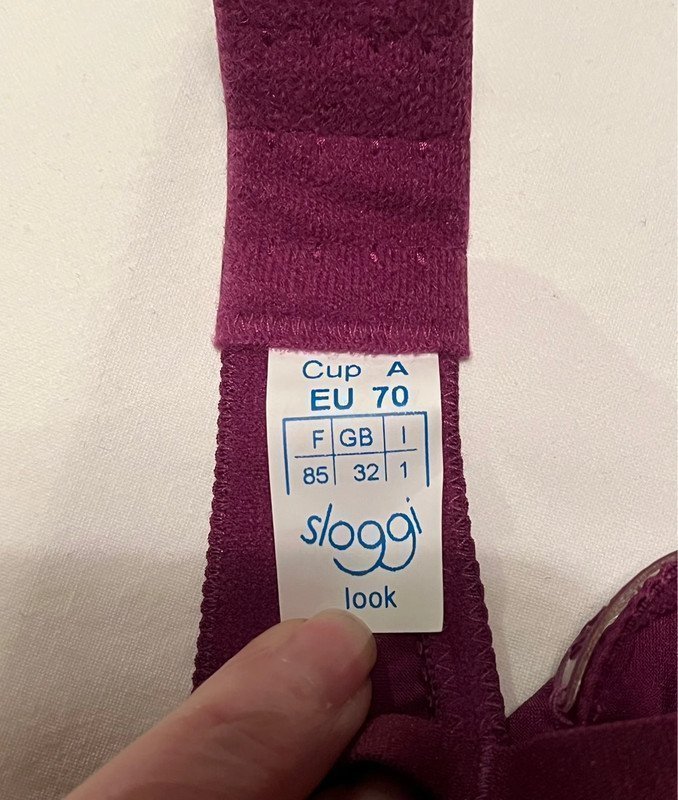 Cup A
EU 70
F GB I
85 32 1
sloggi
look